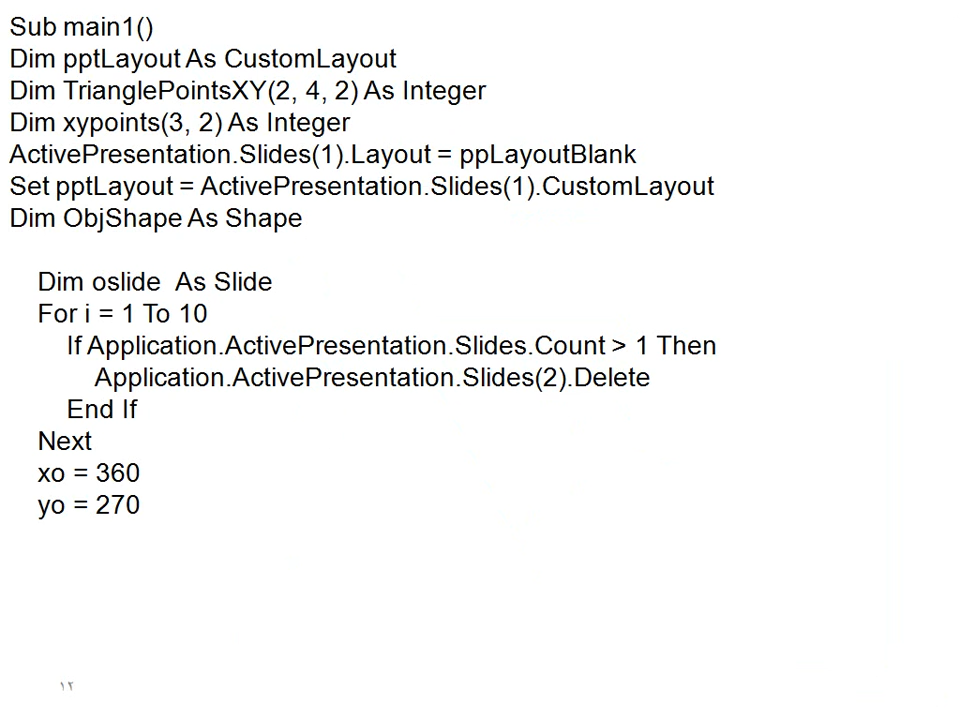 Sub main1()
Dim pptLayout As CustomLayout
Dim TrianglePointsXY(2, 4, 2) As Integer
Dim xypoints(3, 2) As Integer
ActivePresentation.Slides(1).Layout = ppLayoutBlank
Set pptLayout = ActivePresentation.Slides(1).CustomLayout
Dim ObjShape As Shape
Dim oslide  As Slide
For i = 1 To 10
If Application.ActivePresentation.Slides.Count > 1 Then
Application.ActivePresentation.Slides(2).Delete
End If
Next
xo = 360
yo = 270
١٢